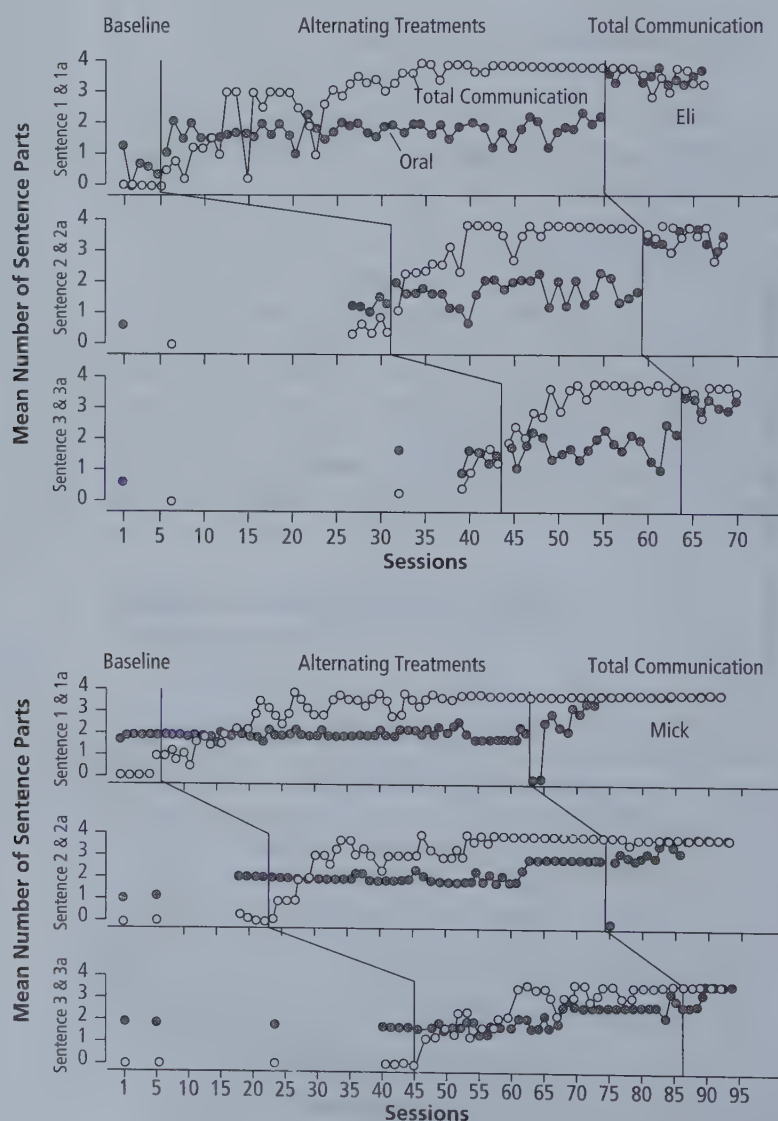 Baseline Alternating Treatments Total Communication
Mean Number of Sentence Parts
Sentence 1 & 1a
4
3
2
1
0
Total Communication
Oral
Eli
Sentence 2 & 2a
4
3
2
1
0
Sentence 3 & 3a
4
3
2
1
0
1 5 10 15 20 25 30 35 40 45 50 55 65 70
Sessions
Baseline Alternating Treatments Total Communication
Mean Number of Sentence Parts
Sentence 1 & 1a
4
3
2
1
0
Mick
Sentence 2 & 2a
4
3
2
1
0
Sentence 3 & 3a
4
3
2
1
0
1 5 10 15 20 25 30 35 40 45 50 55 60 65 70 75 80 85 90 95
Sessions